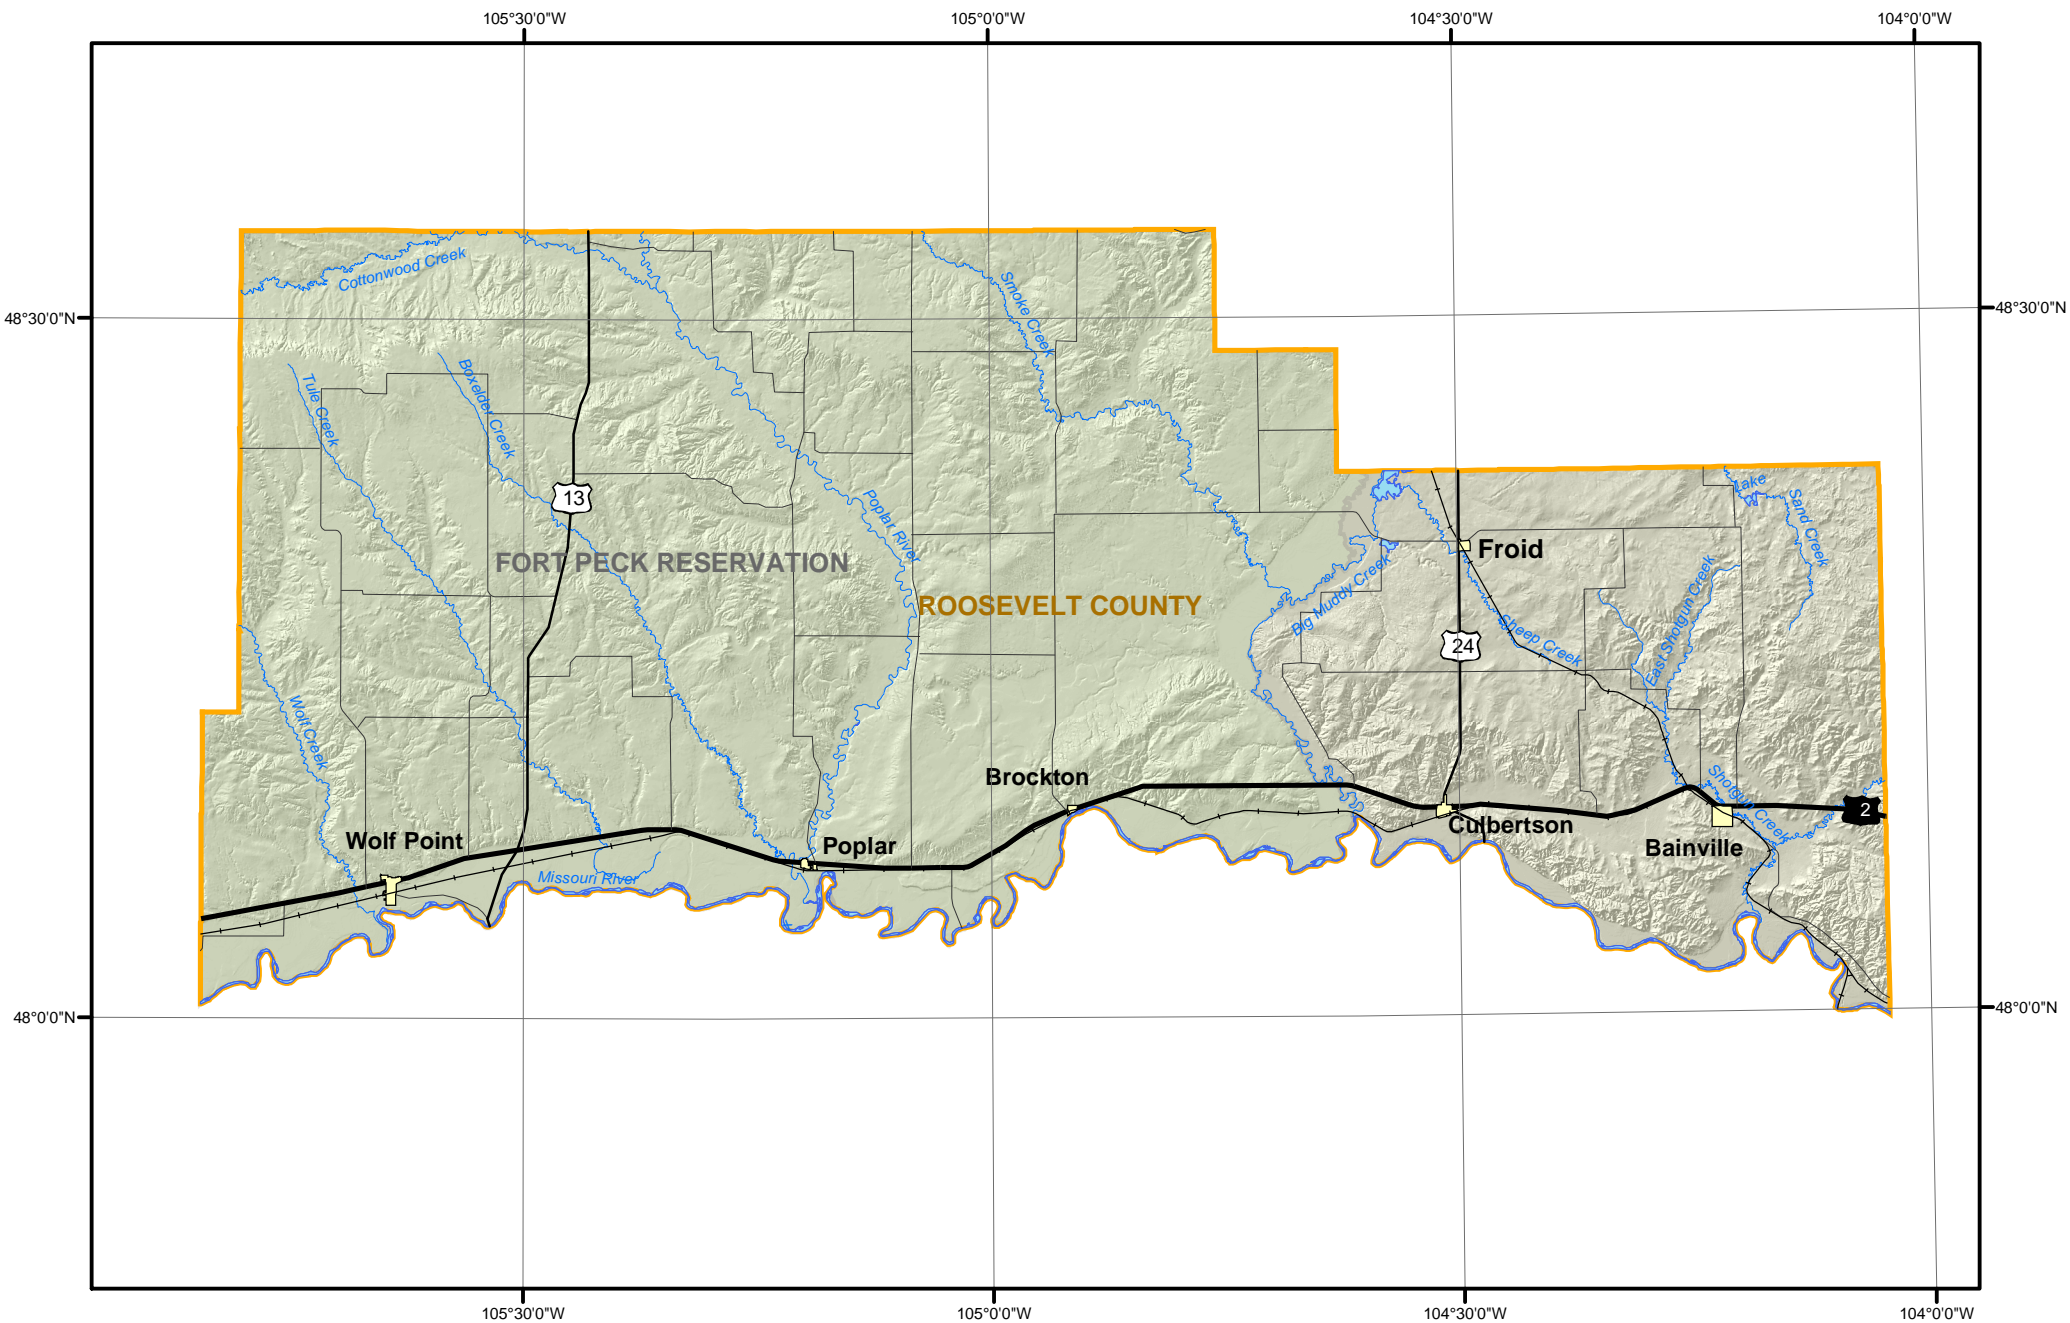 105°30'0"W
105°0'0"W
104°30'0"W
104°0'0"W
Cottonwood Creek
Smoke Creek
48°30'0"N
48°30'0"N
Tule Creek
Boxelder Creek
13
Poplar River
Lake
Sand Creek
FORT PECK RESERVATION
Froid
ROOSEVELT COUNTY
Big Muddy Creek
East Shotgun Creek
24
Sheep Creek
Wolf Creek
Brockton
Shotgun Creek
2
Wolf Point
Poplar
Culbertson
Bainville
Missouri River
48°0'0"N
48°0'0"N
105°30'0"W
105°0'0"W
104°30'0"W
104°0'0"W